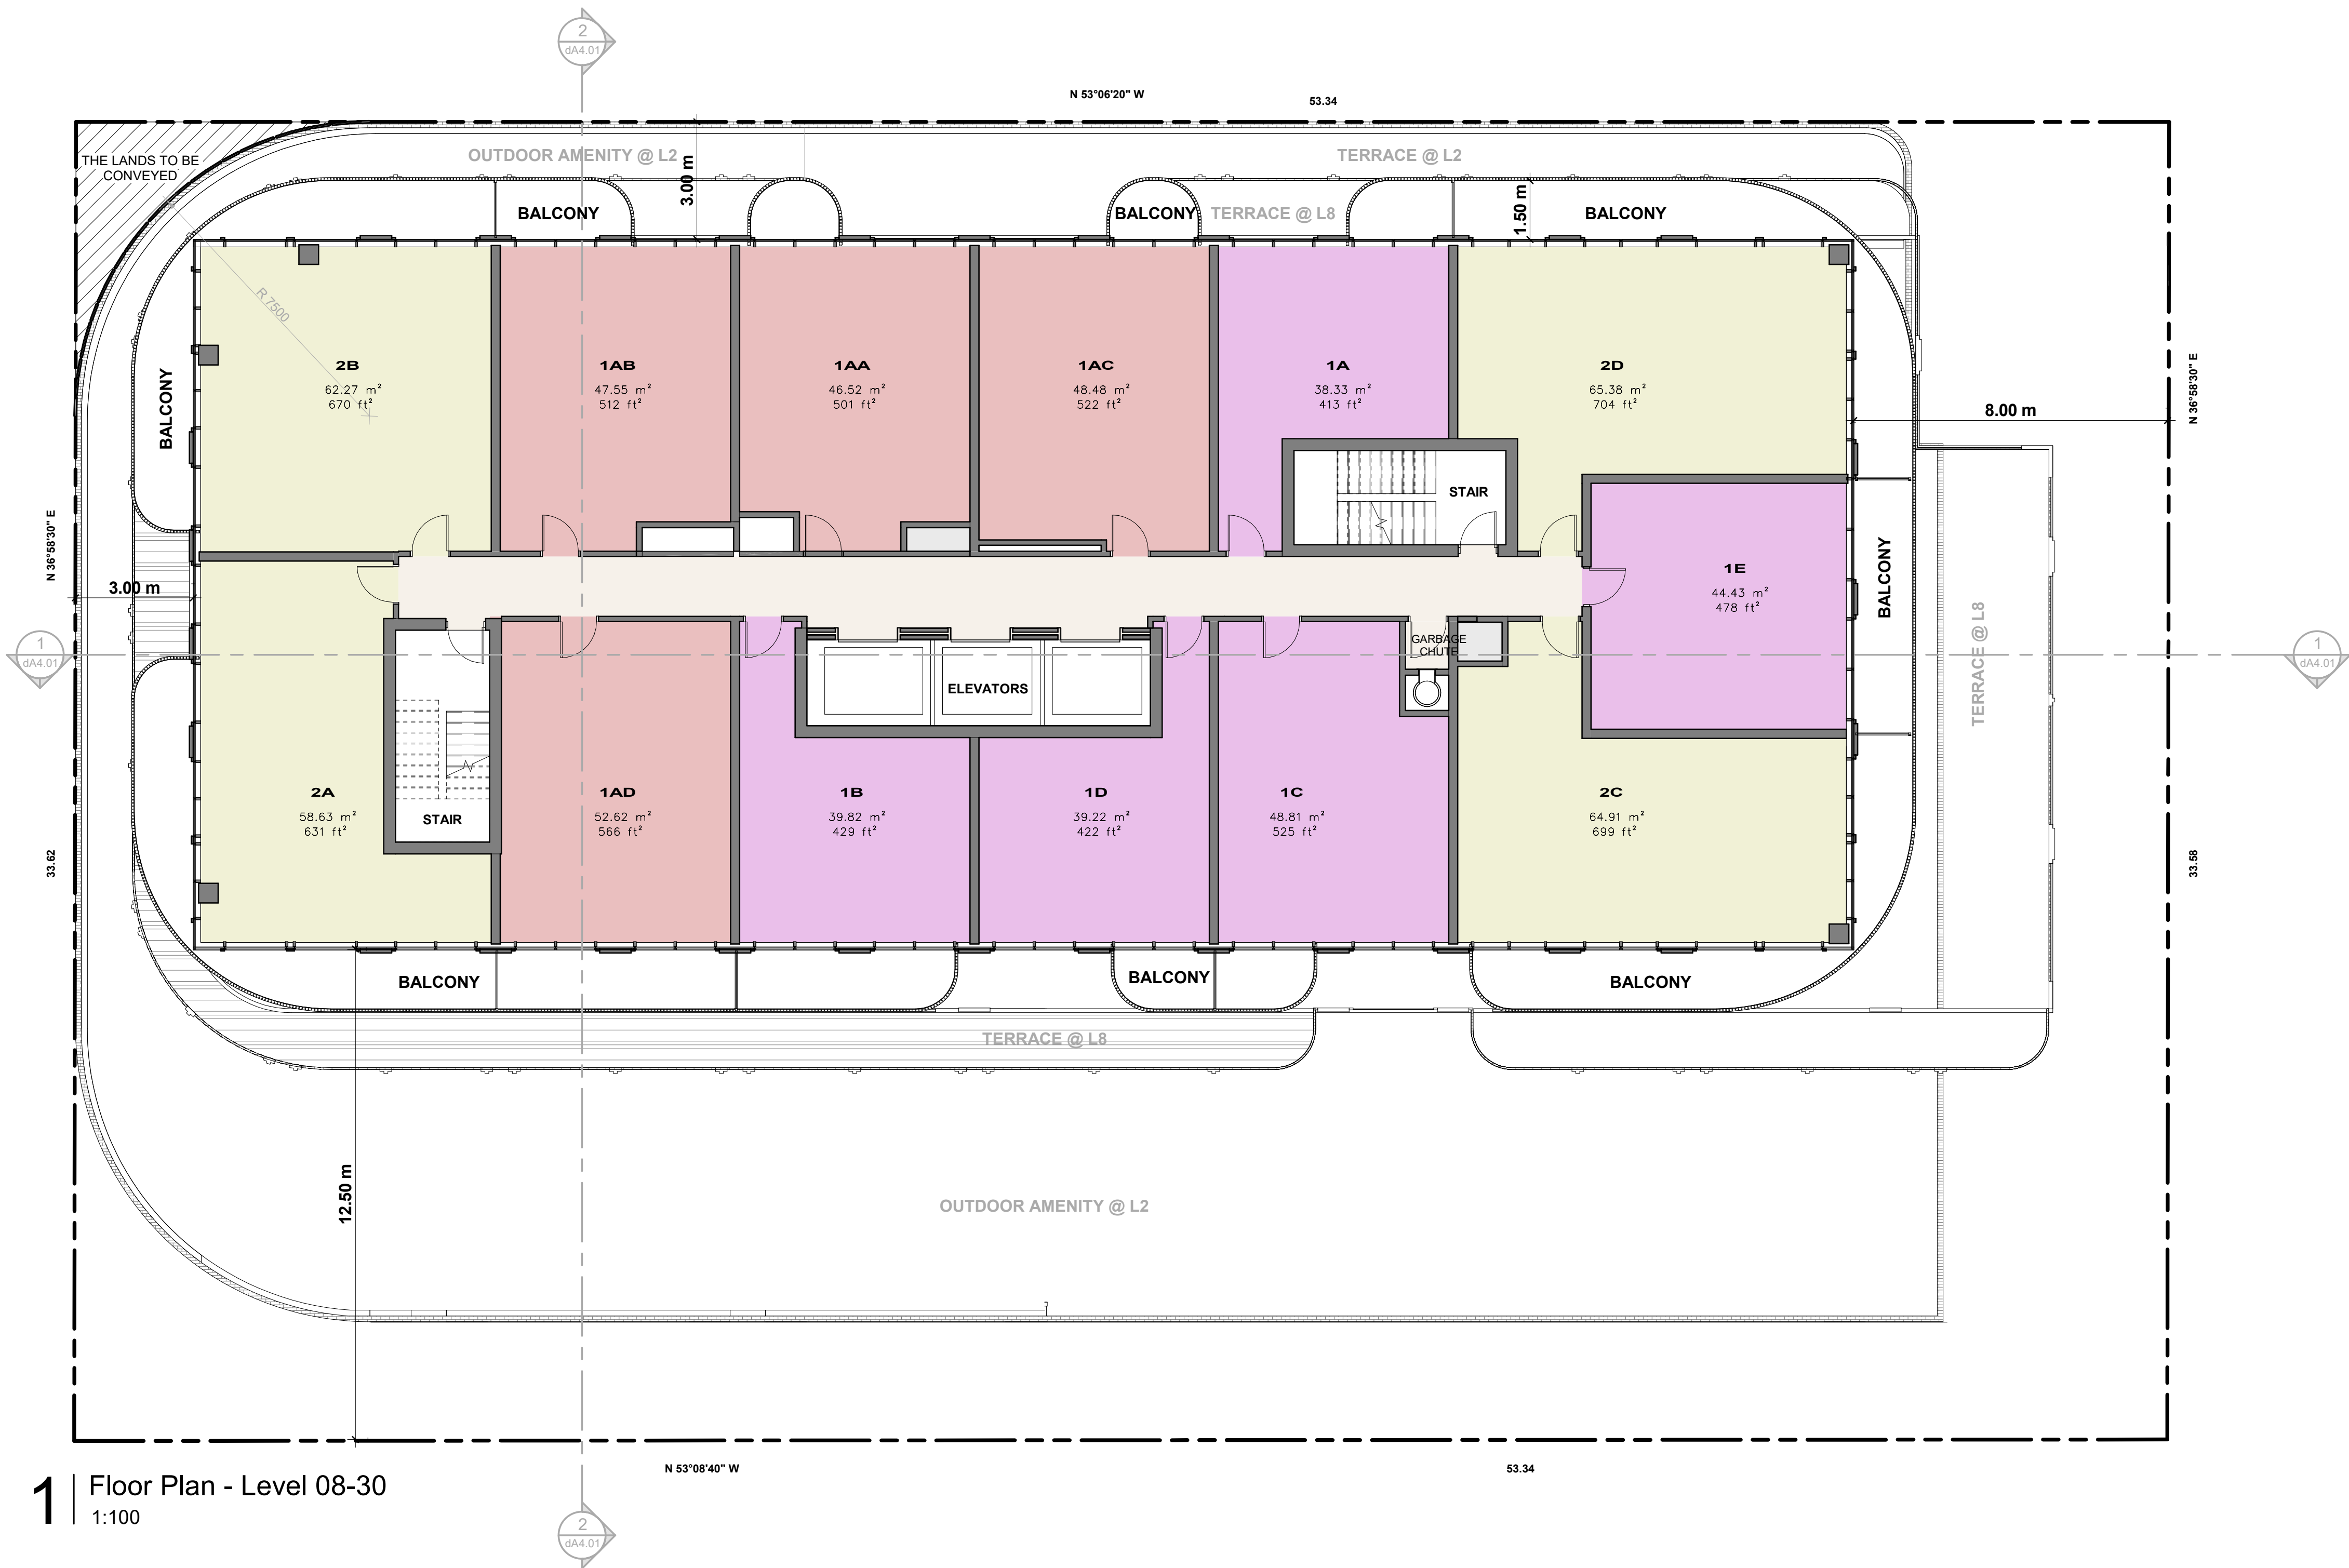 2
dA4.01
N 53°06'20" W
53.34
THE LANDS TO BE
CONVEYED
OUTDOOR AMENITY @ L2
3.00 m
TERRACE @ L2
BALCONY
BALCONY
TERRACE @ L8
1.50 m
BALCONY
R 7500
BALCONY
2B
62.27 m²
670 ft²
1AB
47.55 m²
512 ft²
1AA
46.52 m²
501 ft²
1AC
48.48 m²
522 ft²
1A
38.33 m²
413 ft²
2D
65.38 m²
704 ft²
8.00 m
N 36°58'30" E
STAIR
N 36°58'30" E
3.00 m
1E
44.43 m²
478 ft²
BALCONY
TERRACE @ L8
1
dA4.01
GARBAGE
CHUTE
1
dA4.01
ELEVATORS
2A
58.63 m²
631 ft²
STAIR
1AD
52.62 m²
566 ft²
1B
39.82 m²
429 ft²
1D
39.22 m²
422 ft²
1C
48.81 m²
525 ft²
2C
64.91 m²
699 ft²
33.62
33.58
BALCONY
BALCONY
BALCONY
TERRACE @ L8
12.50 m
OUTDOOR AMENITY @ L2
N 53°08'40" W
53.34
1
Floor Plan - Level 08-30
1:100
2
dA4.01